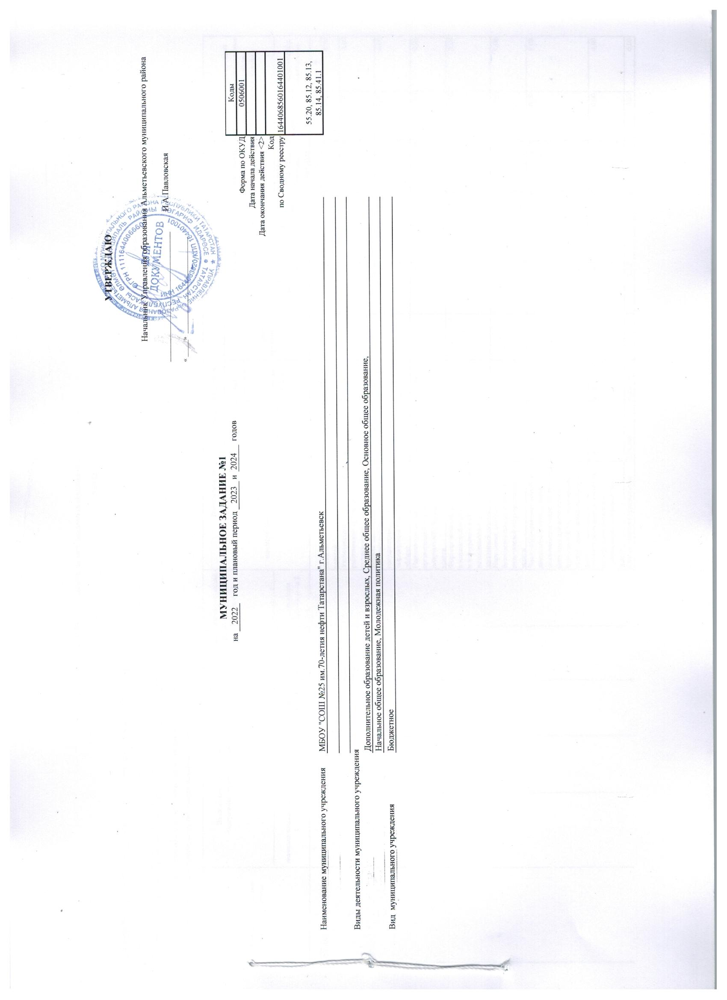 УТВЕРЖДАЮ
Начальник Управления образования Альметьевского муниципального района
И.А.Павловская
« »
ДЛЯ
ДОКУМЕНТОВ
МУНИЦИПАЛЬНОЕ ЗАДАНИЕ №1
на 2022 год и плановый период 2023 и 2024 годов
Коды
Форма по ОКУД 0506001
Дата начала действия
Дата окончания действия <2>
Код
по Сводному реестру 164406856016440100​1
55.20, 85.12, 85.13,
85.14, 85.41.1
Наименование муниципального учреждения МБОУ "СОШ №25 им.70-летия нефти Татарстана" г.Альметьевск
Виды деятельности муниципального учреждения
Дополнительное образование детей и взрослых, Среднее общее образование, Основное общее образование,
Начальное общее образование, Молодежная политика
Вид муниципального учреждения Бюджетное